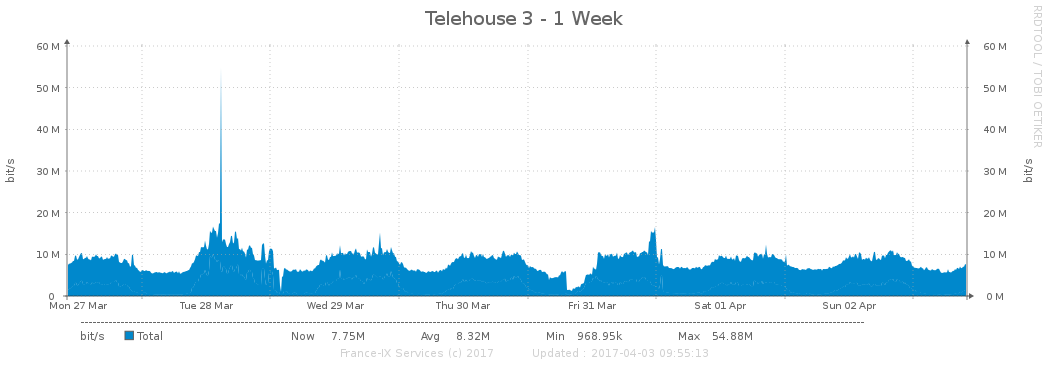 Telehouse 3 - 1 Week
RRDTOOL / TOBI OETIKER
60 M 60 M
50 M 50 M
40 M 40 M
30 M 30 M
20 M 20 M
10 M 10 M
0 0 M
bit/s
bit/s
Mon 27 Mar Tue 28 Mar Wed 29 Mar Thu 30 Mar Fri 31 Mar Sat 01 Apr Sun 02 Apr
bit/s Total Now 7.75M Avg 8.32M Min 968.95k Max 54.88M
France-IX Services (c) 2017 Updated : 2017-04-03 09:55:13